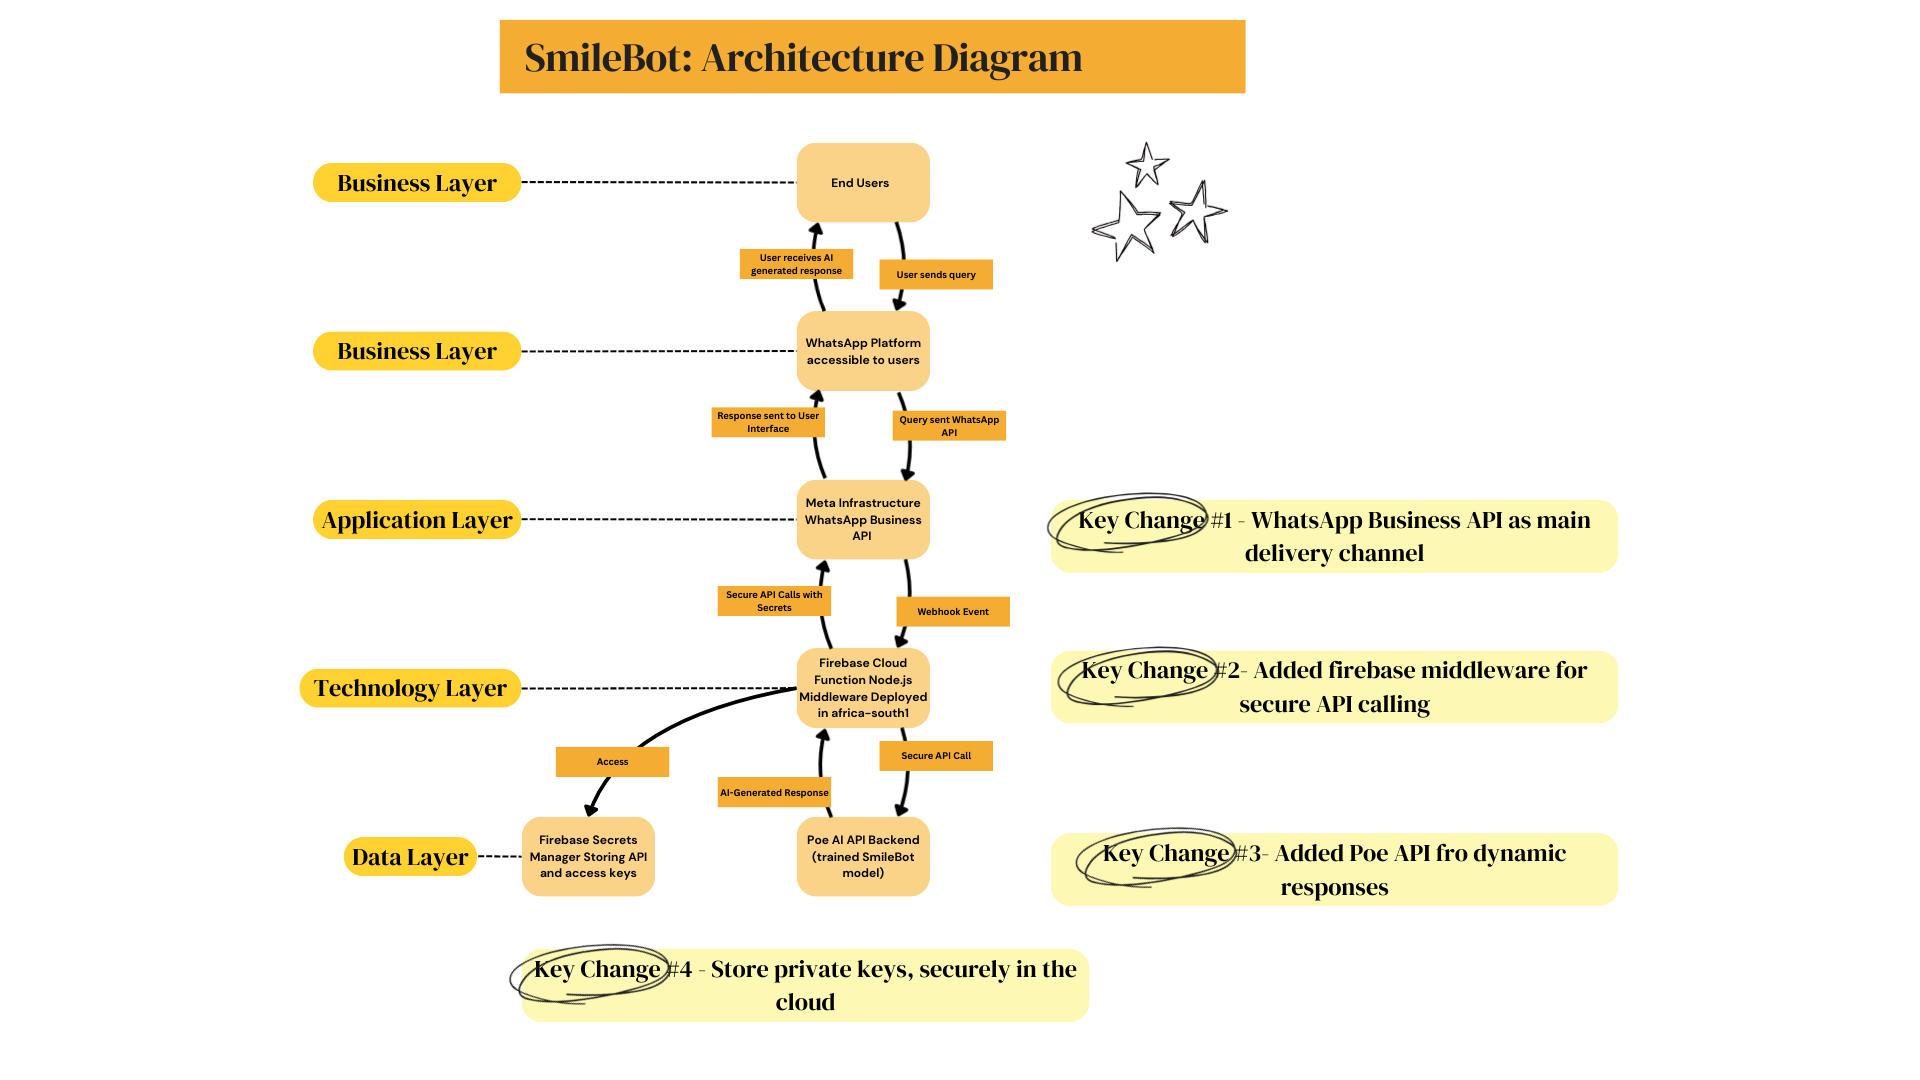 SmileBot: Architecture Diagram
Business Layer
End Users
User receives AI
generated response
User sends query
Business Layer
WhatsApp Platform
accessible to users
Response sent to User
Interface
Query sent WhatsApp
API
Application Layer
Meta Infrastructure
WhatsApp Business
API
Key Change #1 - WhatsApp Business API as main
delivery channel
Secure API Calls with
Secrets
Webhook Event
Technology Layer
Firebase Cloud
Function Node.js
Middleware Deployed
in africa-south1
Key Change #2- Added firebase middleware for
secure API calling
Access
AI-Generated Response
Secure API Call
Data Layer
Firebase Secrets
Manager Storing API
and access keys
Poe AI API Backend
(trained SmileBot
model)
Key Change #3- Added Poe API fro dynamic
responses
Key Change #4 - Store private keys, securely in the
cloud